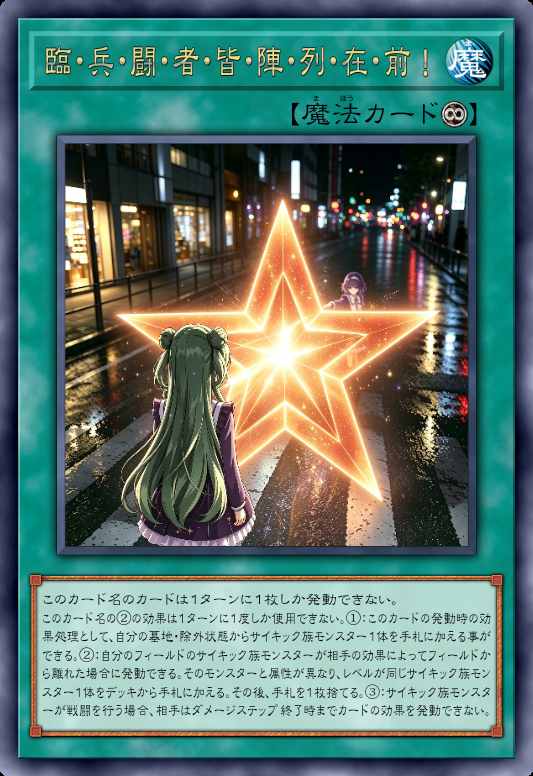 臨・兵・闘・者・皆・陣・列・在・前！
魔
【魔法カード】
このカード名のカードは1ターンに1枚しか発動できない。
このカード名の②の効果は1ターンに1度しか使用できない。①：このカードの発動時の効
果処理として、自分の墓地・除外状態からサイキック族モンスター1体を手札に加える事が
できる。②：自分のフィールドのサイキック族モンスターが相手の効果によってフィールドか
ら離れた場合に発動できる。そのモンスターと属性が異なり、レベルが同じサイキック族モン
スター1体をデッキから手札に加える。その後、手札を1枚捨てる。③：サイキック族モンスタ
ーが戦闘を行う場合、相手はダメージステップ終了時までカードの効果を発動できない。